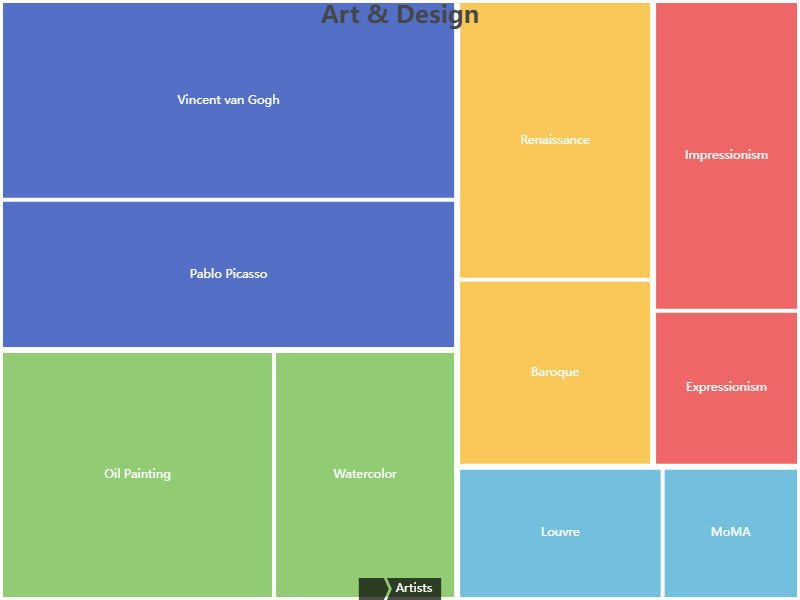 Art & Design
Vincent van Gogh
Pablo Picasso
Oil Painting
Watercolor
Renaissance
Baroque
Impressionism
Expressionism
Louvre
MoMA
Artists